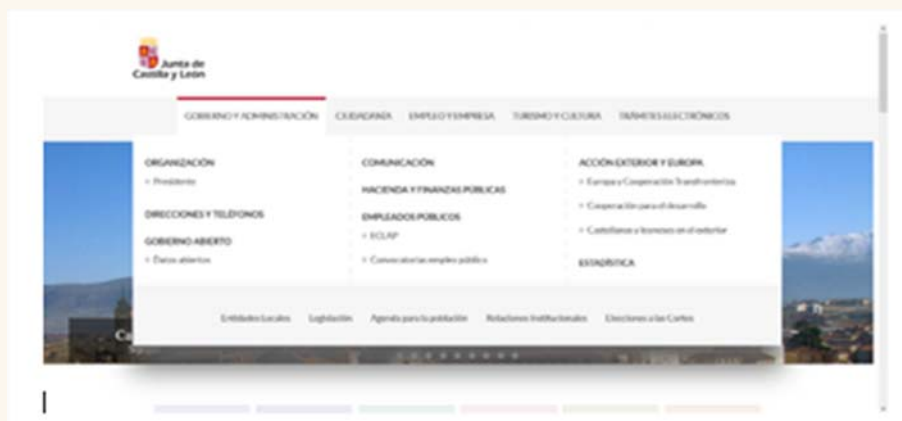 Junta de
Castilla y León
GOBIERNO Y ADMINISTRACIÓN CIUDADANÍA EMPLEO Y EMPRESA TURISMO Y CULTURA TRÁMITES ELECTRÓNICOS
ORGANIZACIÓN
Presidente
DIRECCIONES Y TELÉFONOS
GOBIERNO ABIERTO
Datos abiertos
COMUNICACIÓN
HACIENDA Y FINANZAS PÚBLICAS
EMPLEADOS PÚBLICOS
ECLAP
Convocatorias empleo público
ACCIÓN EXTERIOR Y EUROPA
Europa y Cooperación Transfronteriza
Cooperación para el desarrollo
Castellanos y leoneses en el exterior
ESTADÍSTICA
Entidades Locales Legislación Agenda para la población Relaciones Institucionales Elecciones a las Cortes
Ca